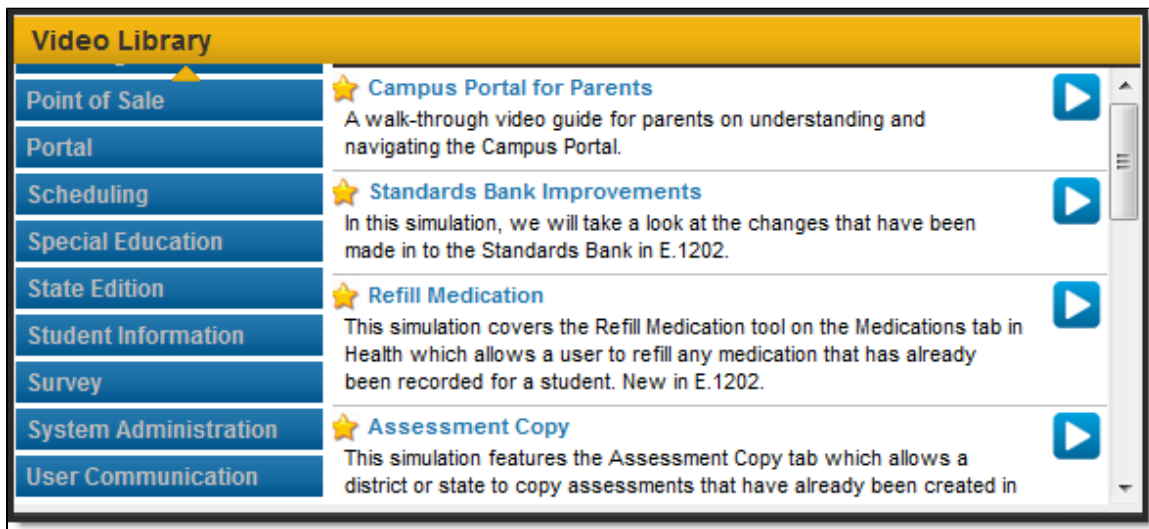 Video Library
Point of Sale
Portal
Scheduling
Special Education
State Edition
Student Information
Survey
System Administration
User Communication
Campus Portal for Parents
A walk-through video guide for parents on understanding and
navigating the Campus Portal.
Standards Bank Improvements
In this simulation, we will take a look at the changes that have been
made in to the Standards Bank in E.1202.
Refill Medication
This simulation covers the Refill Medication tool on the Medications tab in
Health which allows a user to refill any medication that has already
been recorded for a student. New in E.1202.
Assessment Copy
This simulation features the Assessment Copy tab which allows a
district or state to copy assessments that have already been created in